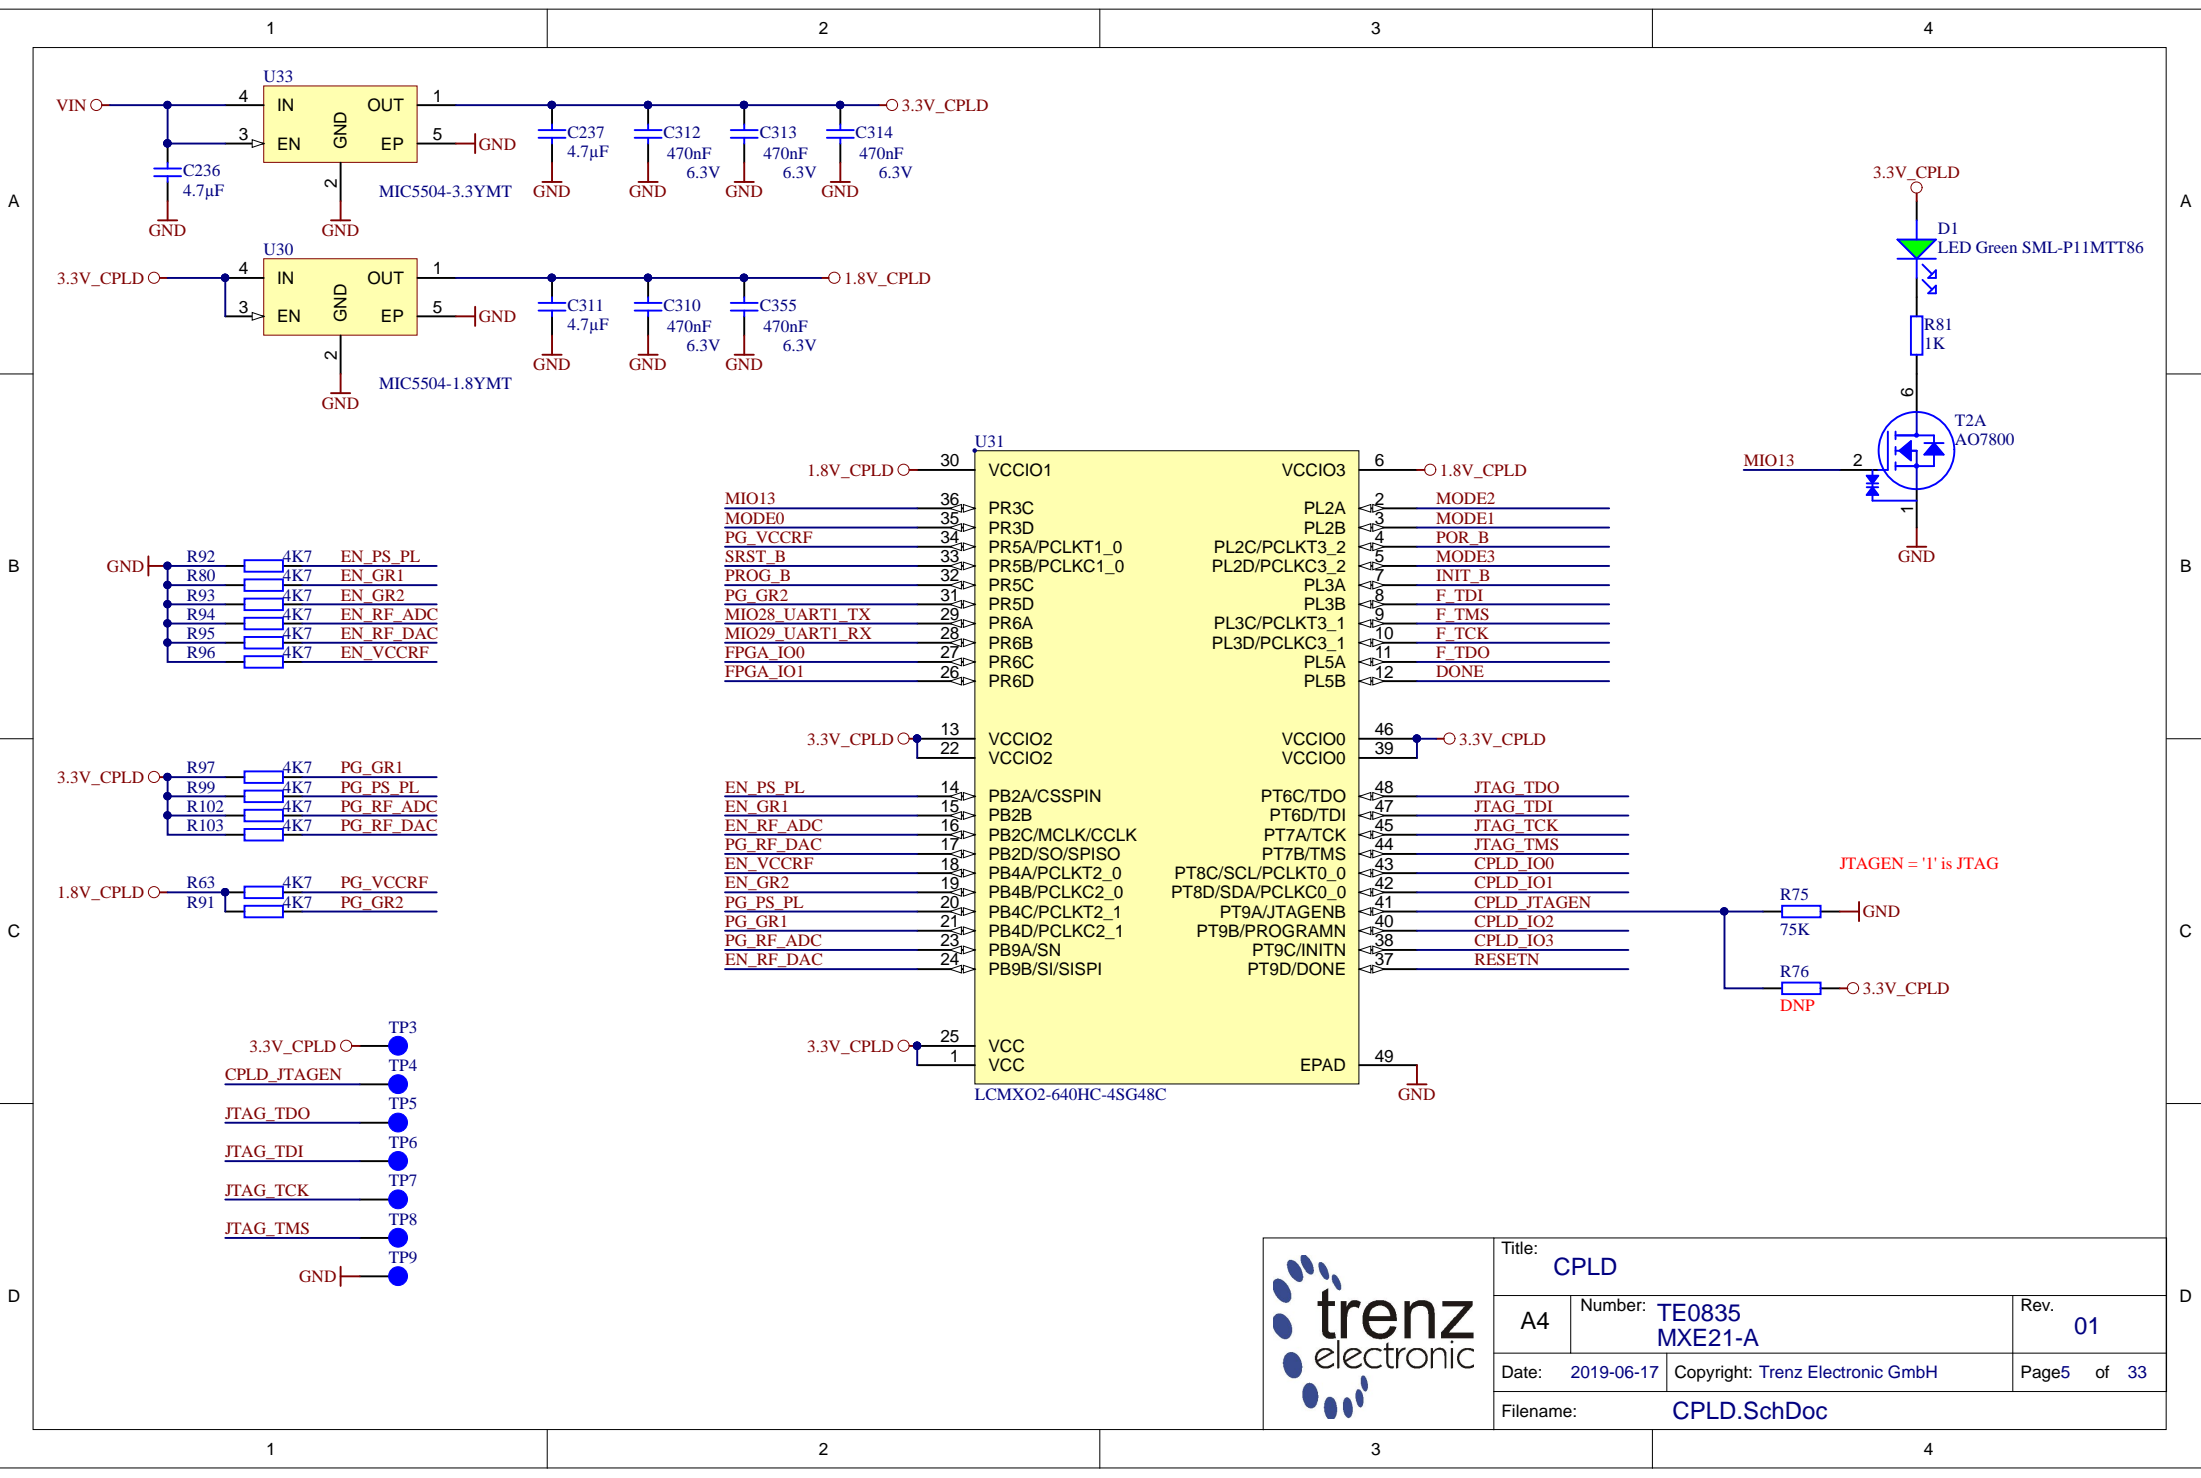 1 2 3 4
A
B
C
D
U33
VIN
4 IN OUT 1
3.3V_CPLD
3 EN GND EP 5 GND
2
MIC5504-3.3YMT
C236
4.7µF
GND
GND
C237
4.7µF
GND
C312
470nF
6.3V
GND
C313
470nF
6.3V
GND
C314
470nF
6.3V
GND
U30
3.3V_CPLD
4 IN OUT 1
1.8V_CPLD
3 EN GND EP 5 GND
2
MIC5504-1.8YMT
GND
C311
4.7µF
GND
C310
470nF
6.3V
GND
C355
470nF
6.3V
GND
3.3V_CPLD
D1
LED Green SML-P11MTT86
R81
1K
6
T2A
AO7800
MIO13 2
1
GND
GND
R92 4K7 EN_PS_PL
R80 4K7 EN_GR1
R93 4K7 EN_GR2
R94 4K7 EN_RF_ADC
R95 4K7 EN_RF_DAC
R96 4K7 EN_VCCRF
3.3V_CPLD
R97 4K7 PG_GR1
R99 4K7 PG_PS_PL
R102 4K7 PG_RF_ADC
R103 4K7 PG_RF_DAC
1.8V_CPLD
R63 4K7 PG_VCCRF
R91 4K7 PG_GR2
U31
1.8V_CPLD 30 VCCIO1
MIO13 36 PR3C
MODE0 35 PR3D
PG_VCCRF 34 PR5A/PCLKT1_0
SRST_B 33 PR5B/PCLKC1_0
PROG_B 32 PR5C
PG_GR2 31 PR5D
MIO28_UART1_TX 29 PR6A
MIO29_UART1_RX 28 PR6B
FPGA_IO0 27 PR6C
FPGA_IO1 26 PR6D
3.3V_CPLD 13 VCCIO2
22 VCCIO2
EN_PS_PL 14 PB2A/CSSPIN
EN_GR1 15 PB2B
EN_RF_ADC 16 PB2C/MCLK/CCLK
PG_RF_DAC 17 PB2D/SO/SPISO
EN_VCCRF 18 PB4A/PCLKT2_0
EN_GR2 19 PB4B/PCLKC2_0
PG_PS_PL 20 PB4C/PCLKT2_1
PG_GR1 21 PB4D/PCLKC2_1
PG_RF_ADC 23 PB9A/SN
EN_RF_DAC 24 PB9B/SI/SISPI
3.3V_CPLD 25 VCC
1 VCC
LCMXO2-640HC-4SG48C
VCCIO3 6 1.8V_CPLD
PL2A 2 MODE2
PL2B 3 MODE1
PL2C/PCLKT3_2 4 POR_B
PL2D/PCLKC3_2 5 MODE3
PL3A 7 INIT_B
PL3B 8 F_TDI
PL3C/PCLKT3_1 9 F_TMS
PL3D/PCLKC3_1 10 F_TCK
PL5A 11 F_TDO
PL5B 12 DONE
VCCIO0 46 3.3V_CPLD
VCCIO0 39
PT6C/TDO 48 JTAG_TDO
PT6D/TDI 47 JTAG_TDI
PT7A/TCK 45 JTAG_TCK
PT7B/TMS 44 JTAG_TMS
PT8C/SCL/PCLKT0_0 43 CPLD_IO0
PT8D/SDA/PCLKC0_0 42 CPLD_IO1
PT9A/JTAGENB 41 CPLD_JTAGEN
PT9B/PROGRAMN 40 CPLD_IO2
PT9C/INITN 38 CPLD_IO3
PT9D/DONE 37 RESETN
EPAD 49
GND
JTAGEN = '1' is JTAG
R75
75K
GND
R76
DNP
3.3V_CPLD
TP3
3.3V_CPLD
TP4
CPLD_JTAGEN
TP5
JTAG_TDO
TP6
JTAG_TDI
TP7
JTAG_TCK
TP8
JTAG_TMS
TP9
GND
trenz
electronic
Title:
CPLD
A4
Number: TE0835
MXE21-A
Rev.
01
Date: 2019-06-17 Copyright: Trenz Electronic GmbH Page5 of 33
Filename: CPLD.SchDoc
A
B
C
D
1 2 3 4